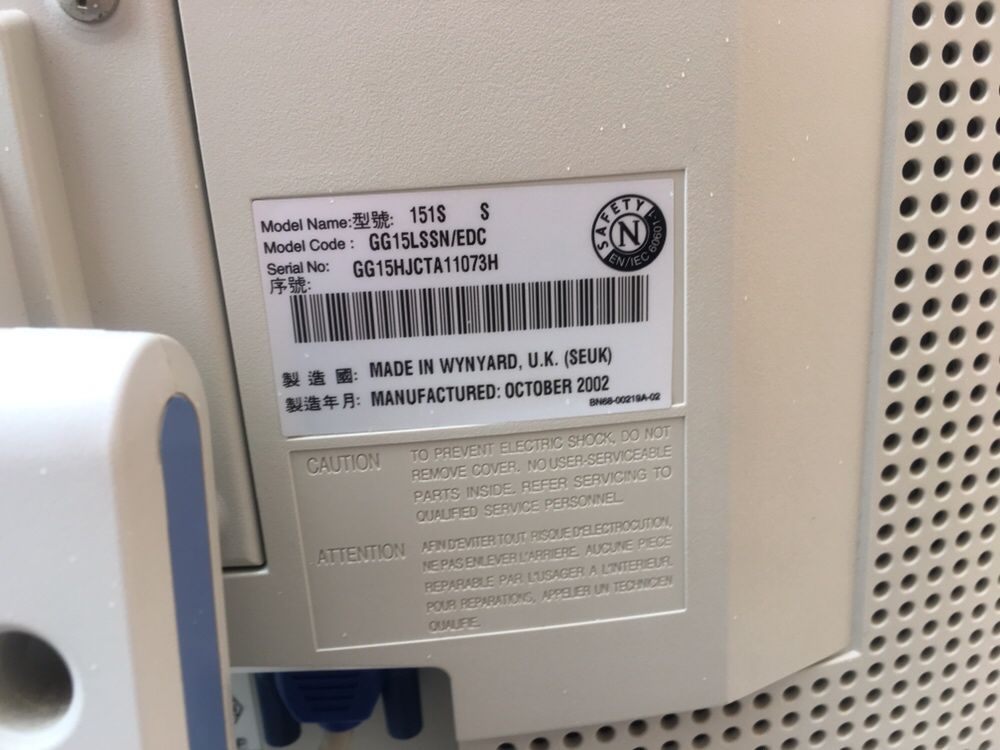 Model Name:型號: 151S S
Model Code : GG15LSSN/EDC
Serial No: GG15HJCTA11073H
序號:
SAFETY
N
EN/IEC 60601-1
製 造 國: MADE IN WYNYARD, U.K. (SEUK)
製造年月: MANUFACTURED: OCTOBER 2002
BN68-00219A-02
CAUTION TO PREVENT ELECTRIC SHOCK, DO NOT
REMOVE COVER. NO USER-SERVICEABLE
PARTS INSIDE. REFER SERVICING TO
QUALIFIED SERVICE PERSONNEL.
ATTENTION AFIN D'EVITER TOUT RISQUE D'ELECTROCUTION,
NE PAS ENLEVER L'ARRIERE. AUCUNE PIECE
REPARABLE PAR L'USAGER A L'INTERIEUR.
POUR REPARATIONS, APPELER UN TECHNICIEN
QUALIFIE.